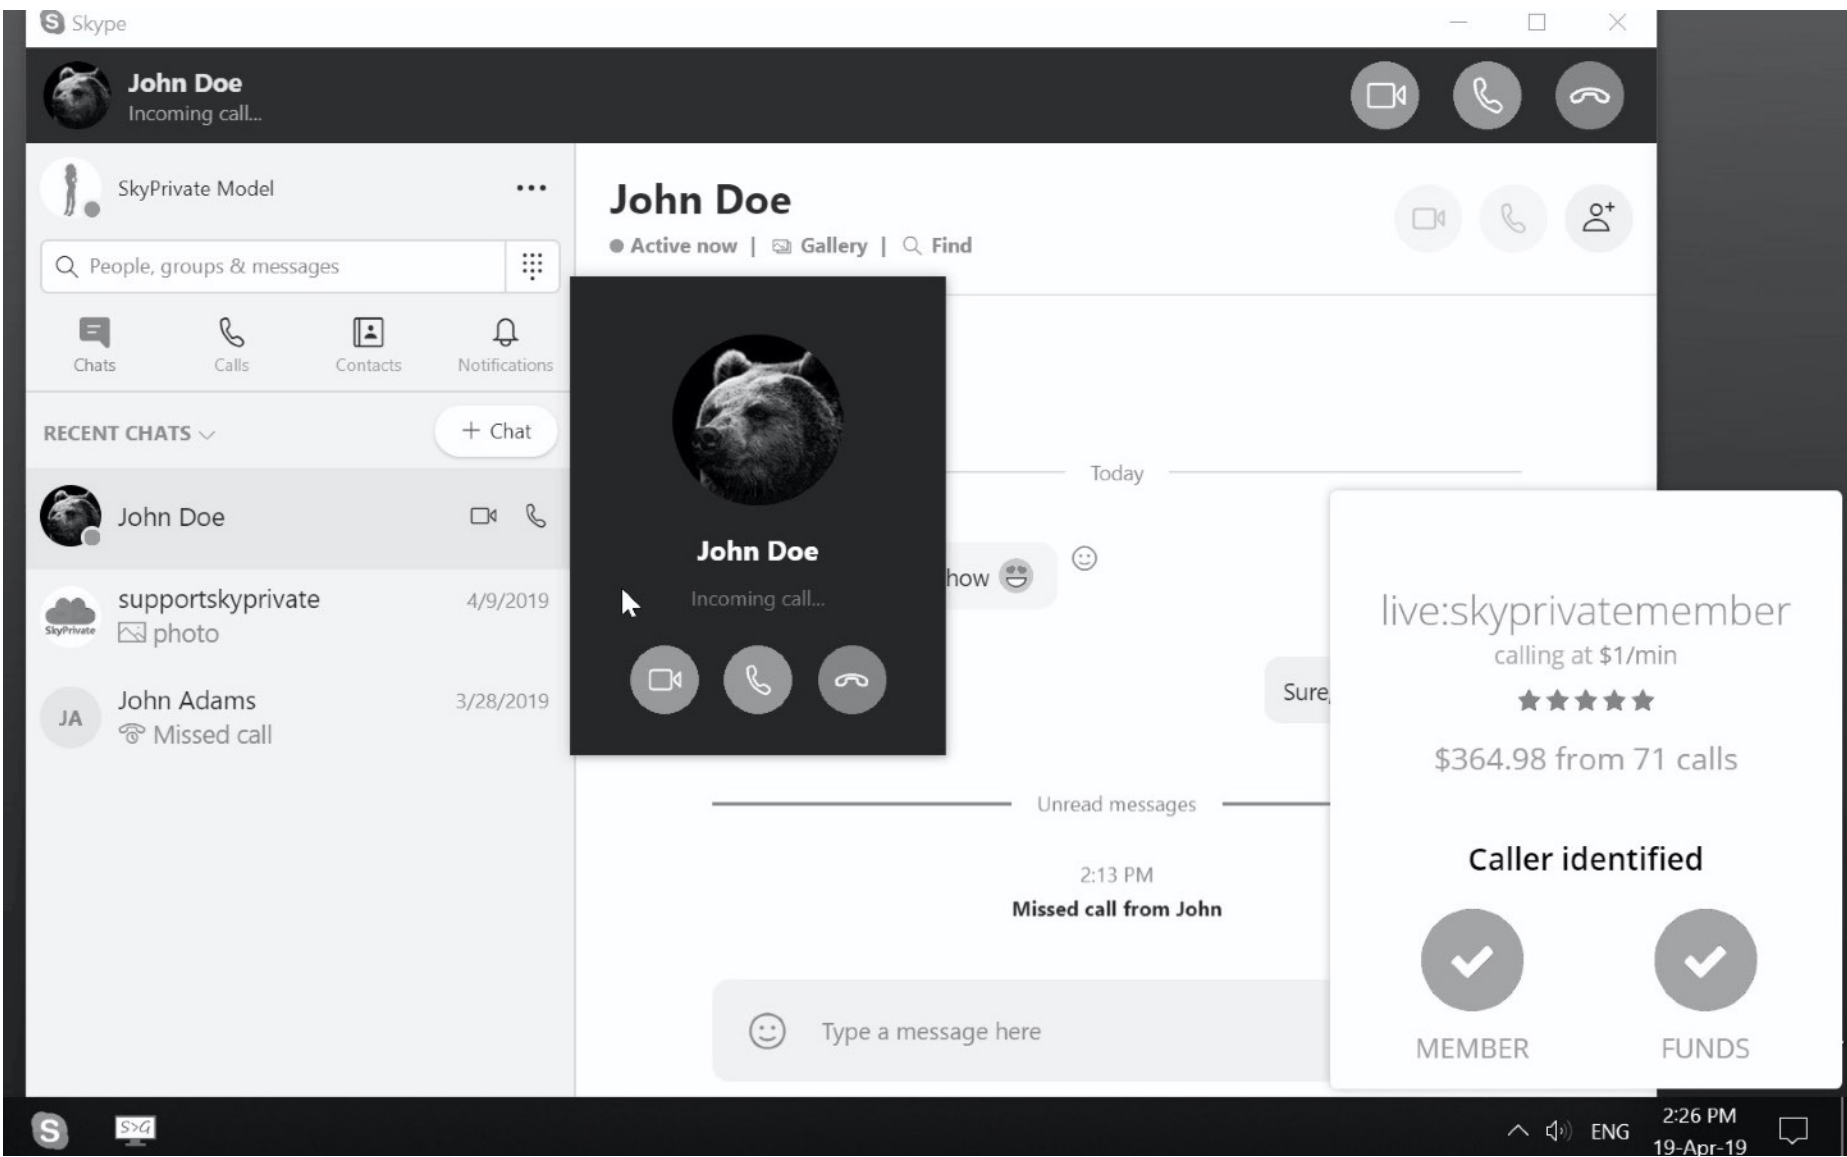 Skype
John Doe
Incoming call...
SkyPrivate Model
People, groups & messages
Chats
Calls
Contacts
Notifications
RECENT CHATS
+ Chat
John Doe
supportskyprivate
4/9/2019
SkyPrivate
photo
JA
John Adams
3/28/2019
Missed call
John Doe
Active now | Gallery | Find
John Doe
Incoming call...
Today
how
Sure,
Unread messages
2:13 PM
Missed call from John
Type a message here
live:skyprivatemember
calling at $1/min
$364.98 from 71 calls
Caller identified
MEMBER
FUNDS
S
S>G
ENG
2:26 PM
19-Apr-19